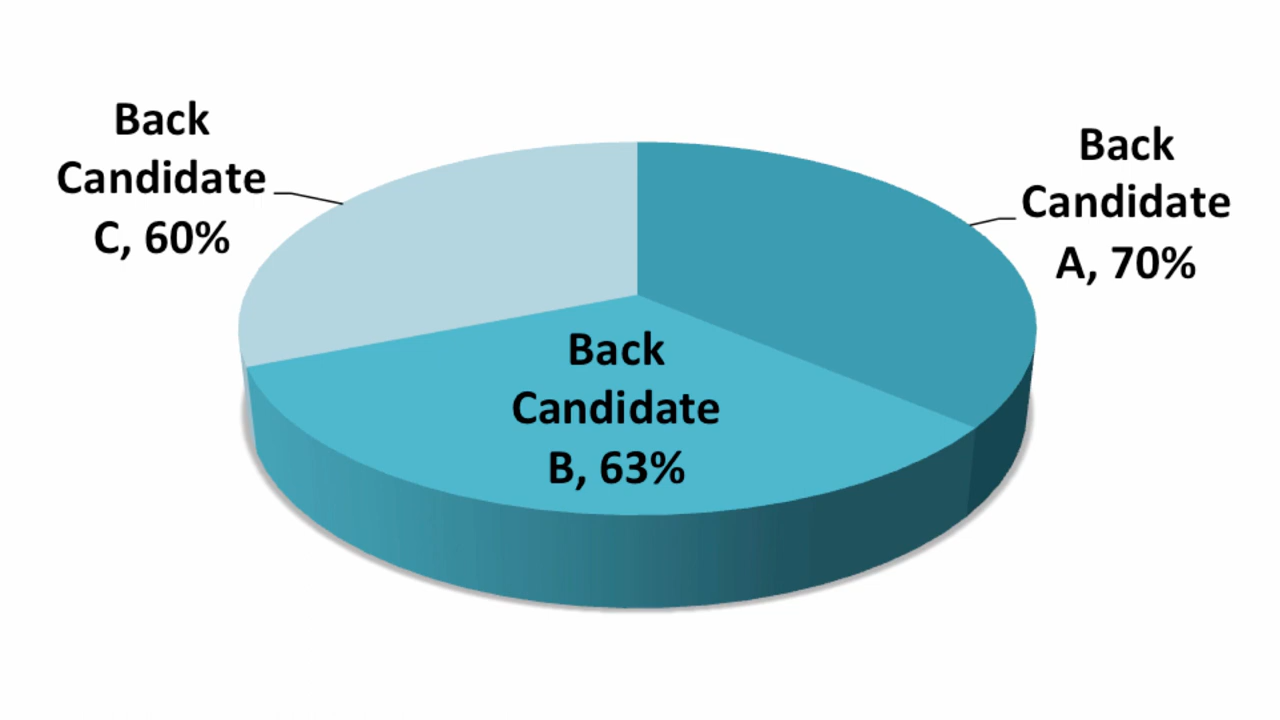 Back
Candidate
C, 60%
Back
Candidate
A, 70%
Back
Candidate
B, 63%